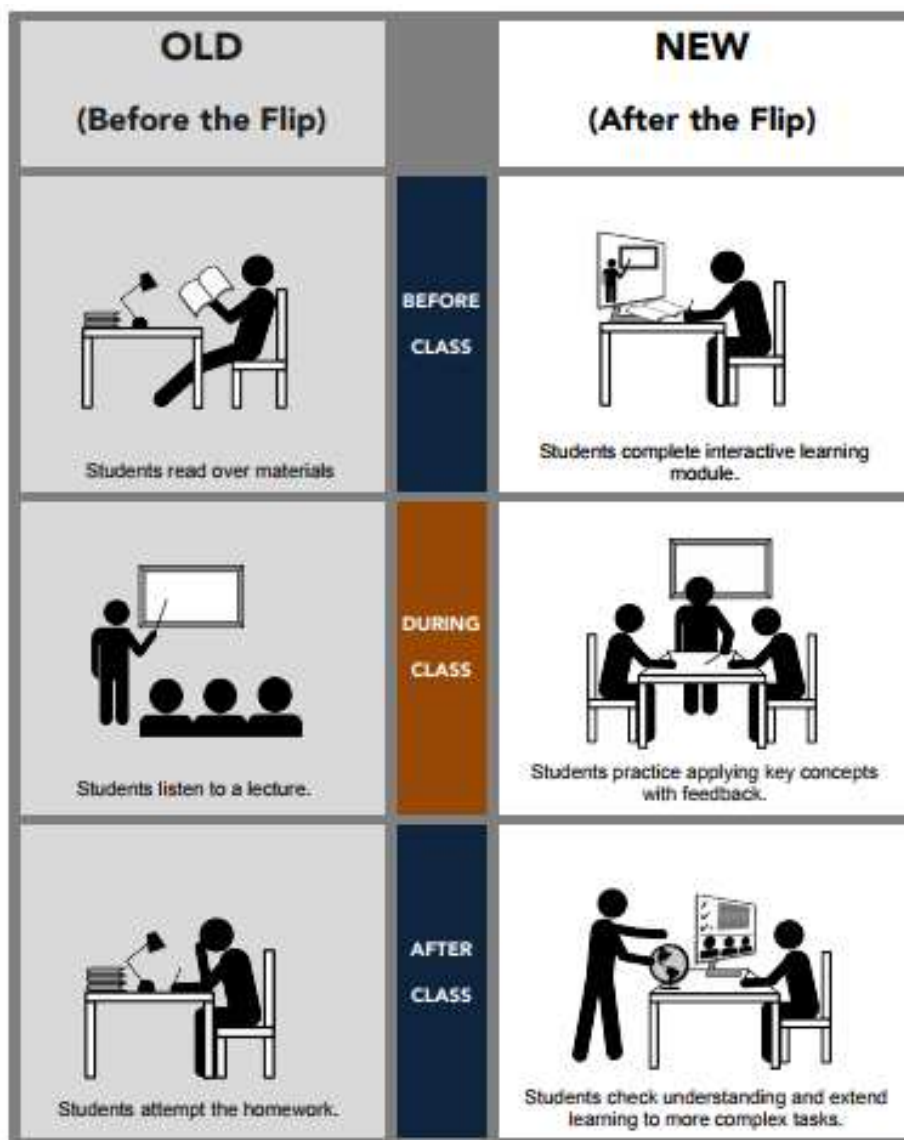 OLD
(Before the Flip)
NEW
(After the Flip)
Students read over materials
BEFORE
CLASS
Students complete interactive learning
module.
Students listen to a lecture.
DURING
CLASS
Students practice applying key concepts
with feedback.
Students attempt the homework.
AFTER
CLASS
Students check understanding and extend
learning to more complex tasks.